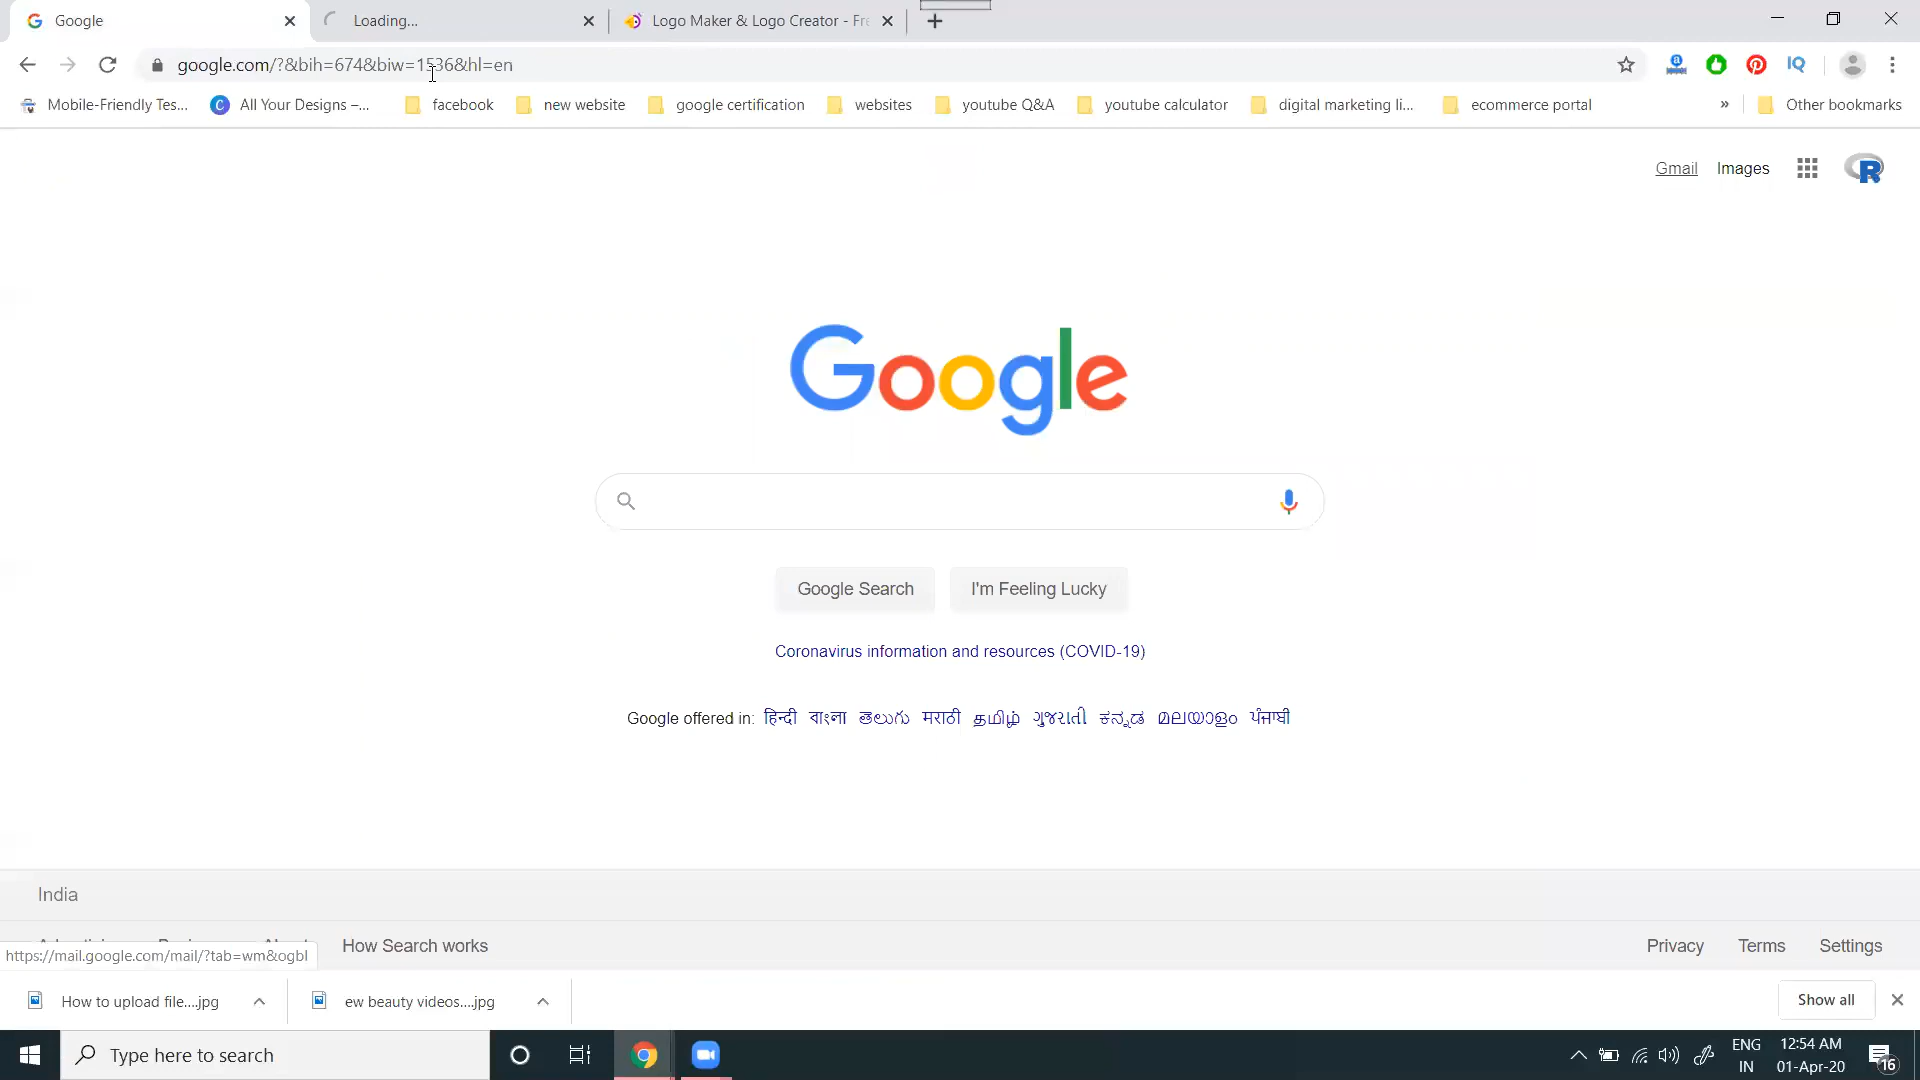 Google
Loading...
Logo Maker & Logo Creator - Fre
google.com/?&bih=674&biw=1536&hl=en
Mobile-Friendly Tes...
All Your Designs –...
facebook
new website
google certification
websites
youtube Q&A
youtube calculator
digital marketing li...
ecommerce portal
»
Other bookmarks
Gmail
Images
R
Google
Google Search
I'm Feeling Lucky
Coronavirus information and resources (COVID-19)
Google offered in: हिन्दी বাংলা తెలుగు मराठी தமிழ் ગુજરાતી ಕನ್ನಡ മലയാളം ਪੰਜਾਬੀ
India
How Search works
Privacy
Terms
Settings
https://mail.google.com/mail/?tab=wm&ogbl
How to upload file....jpg
ew beauty videos....jpg
Show all
Type here to search
ENG
IN
12:54 AM
01-Apr-20
16